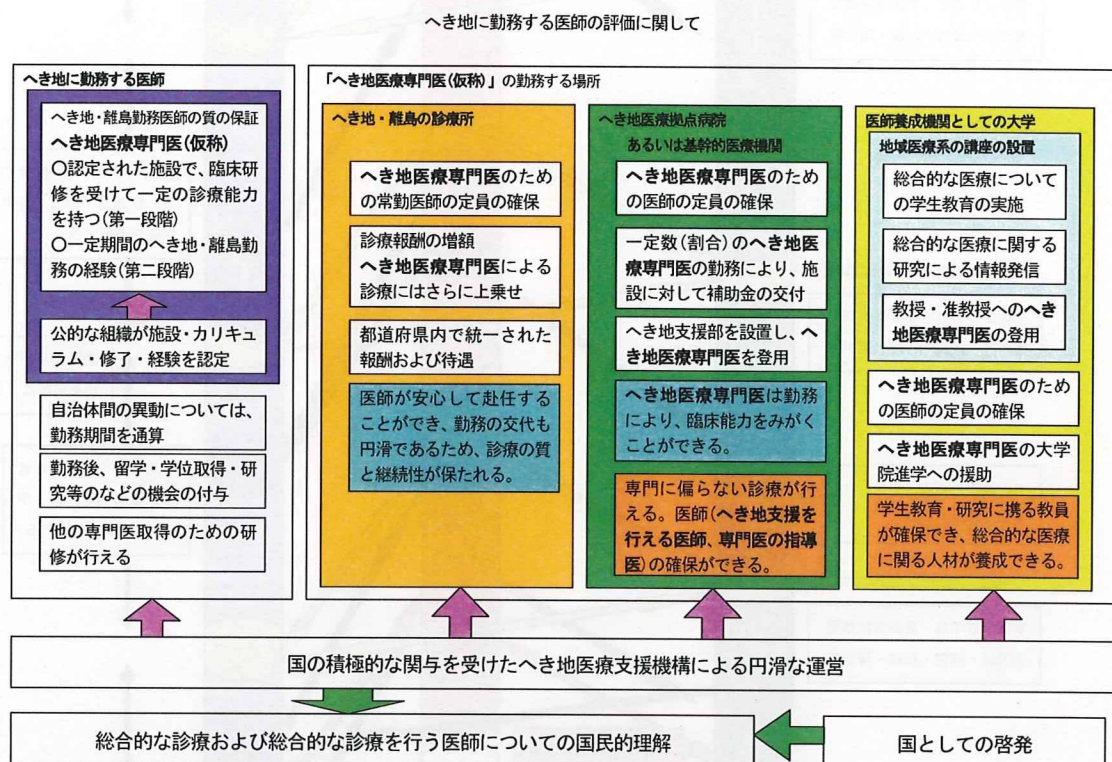 へき地に勤務する医師の評価に関して
へき地に勤務する医師
へき地・離島勤務医師の質の保証
へき地医療専門医(仮称)
〇認定された施設で、臨床研
修を受けて一定の診療能力
を持つ(第一段階)
〇一定期間のへき地・離島勤
務の経験(第二段階)
公的な組織が施設・カリキュ
ラム・修了・経験を認定
自治体間の異動については、
勤務期間を通算
勤務後、留学・学位取得・研
究等のなどの機会の付与
他の専門医取得のための研
修が行える
「へき地医療専門医(仮称)」の勤務する場所
へき地・離島の診療所
へき地医療専門医のため
の常勤医師の定員の確保
診療報酬の増額
へき地医療専門医による
診療にはさらに上乗せ
都道府県内で統一された
報酬および待遇
医師が安心して赴任する
ことができ、勤務の交代も
円滑であるため、診療の質
と継続性が保たれる。
へき地医療拠点病院
あるいは基幹的医療機関
へき地医療専門医のため
の医師の定員の確保
一定数(割合)のへき地医
療専門医の勤務により、施
設に対して補助金の交付
へき地支援部を設置し、へ
き地医療専門医を登用
へき地医療専門医は勤務
により、臨床能力をみがく
ことができる。
専門に偏らない診療が行
える。医師(へき地支援を
行える医師、専門医の指導
医)の確保ができる。
医師養成機関としての大学
地域医療系の講座の設置
総合的な医療について
の学生教育の実施
総合的な医療に関する
研究による情報発信
教授・准教授へのへき
地医療専門医の登用
へき地医療専門医のため
の医師の定員の確保
へき地医療専門医の大学
院進学への援助
学生教育・研究に携る教員
が確保でき、総合的な医療
に関る人材が養成できる。
国の積極的な関与を受けたへき地医療支援機構による円滑な運営
総合的な診療および総合的な診療を行う医師についての国民的理解
国としての啓発